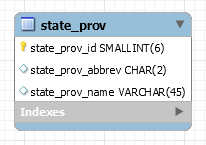 state_prov
state_prov_id SMALLINT(6)
state_prov_abbrev CHAR(2)
state_prov_name VARCHAR(45)
Indexes